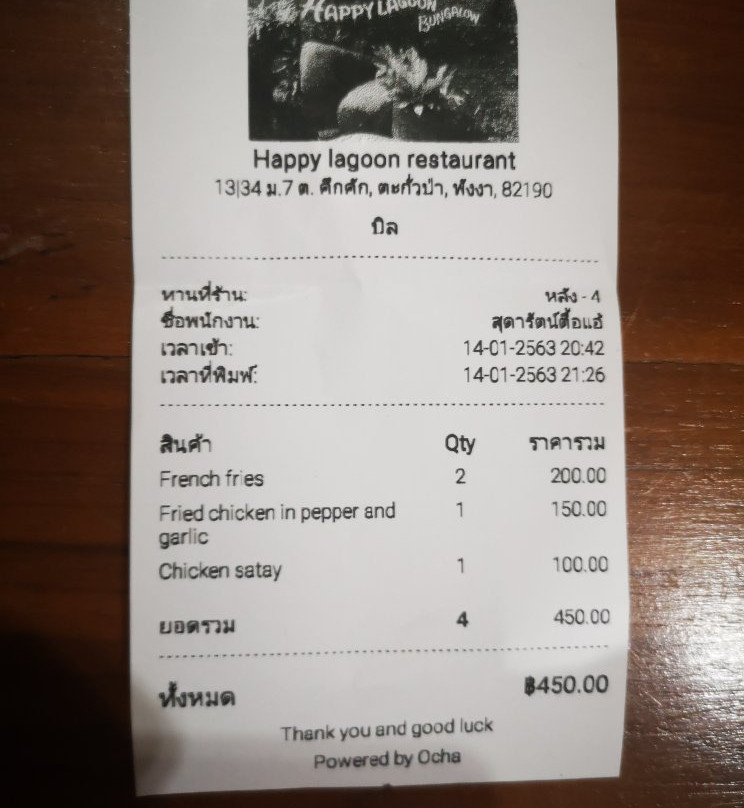 HAPPY LAGOON
BUNGALOW
Happy lagoon restaurant
13|34 ม.7 ต. คึกคัก, ตะกั่วป่า, พังงา, 82190
บิล
ทานที่ร้าน: หลัง - 4
ชื่อพนักงาน: สุดารัตน์ตื้อแอ้
เวลาเข้า: 14-01-2563 20:42
เวลาที่พิมพ์: 14-01-2563 21:26
สินค้า Qty ราคารวม
French fries 2 200.00
Fried chicken in pepper and 1 150.00
garlic
Chicken satay 1 100.00
ยอดรวม 4 450.00
ทั้งหมด ฿450.00
Thank you and good luck
Powered by Ocha